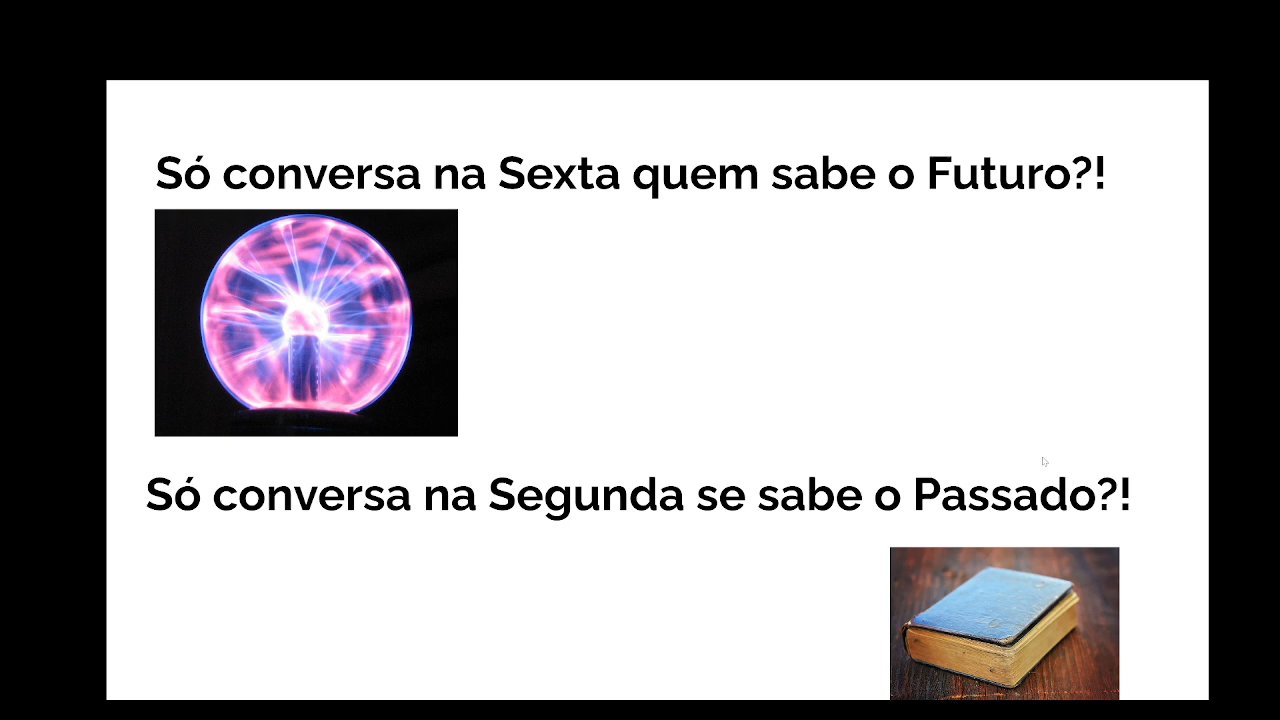 Só conversa na Sexta quem sabe o Futuro?!
Só conversa na Segunda se sabe o Passado?!